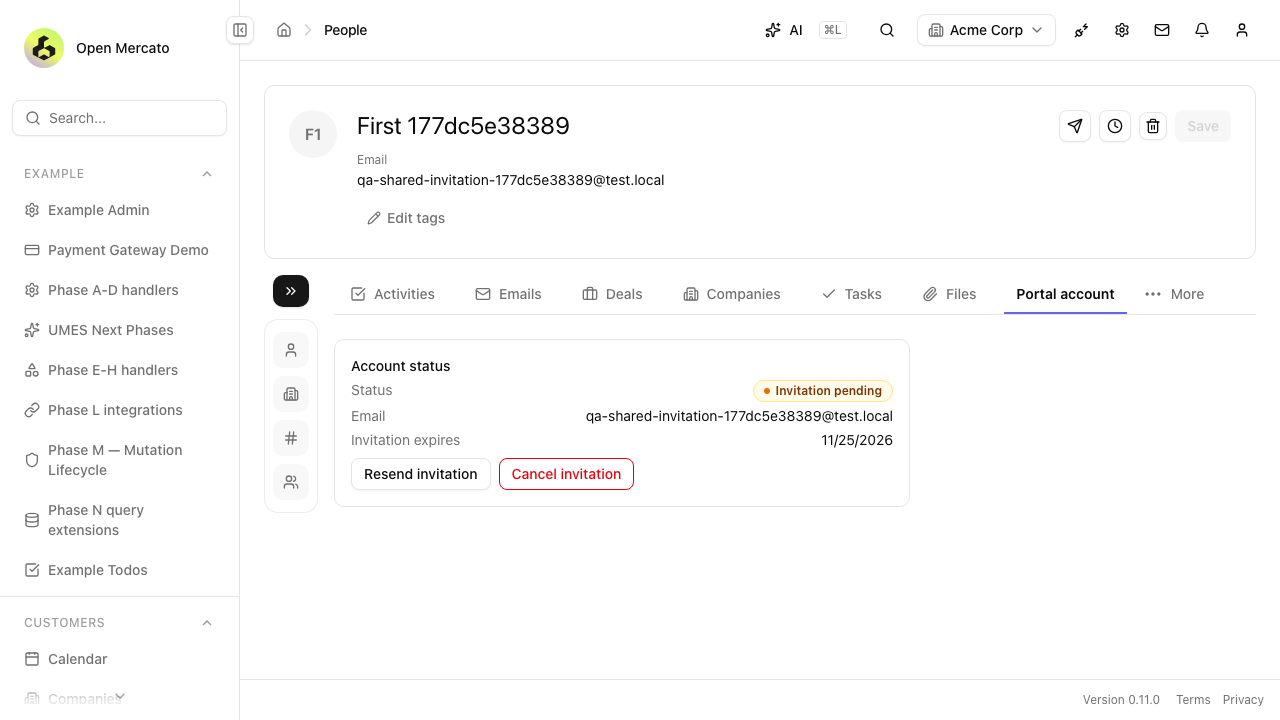 Open Mercato
Search...
EXAMPLE
Example Admin
Payment Gateway Demo
Phase A-D handlers
UMES Next Phases
Phase E-H handlers
Phase L integrations
Phase M — Mutation
Lifecycle
Phase N query
extensions
Example Todos
CUSTOMERS
Calendar
Companies
People
AI
⌘L
Acme Corp
F1
First 177dc5e38389
Email
qa-shared-invitation-177dc5e38389@test.local
Edit tags
Save
Activities
Emails
Deals
Companies
Tasks
Files
Portal account
More
Account status
Status
Invitation pending
Email
qa-shared-invitation-177dc5e38389@test.local
Invitation expires
11/25/2026
Resend invitation
Cancel invitation
Version 0.11.0
Terms
Privacy